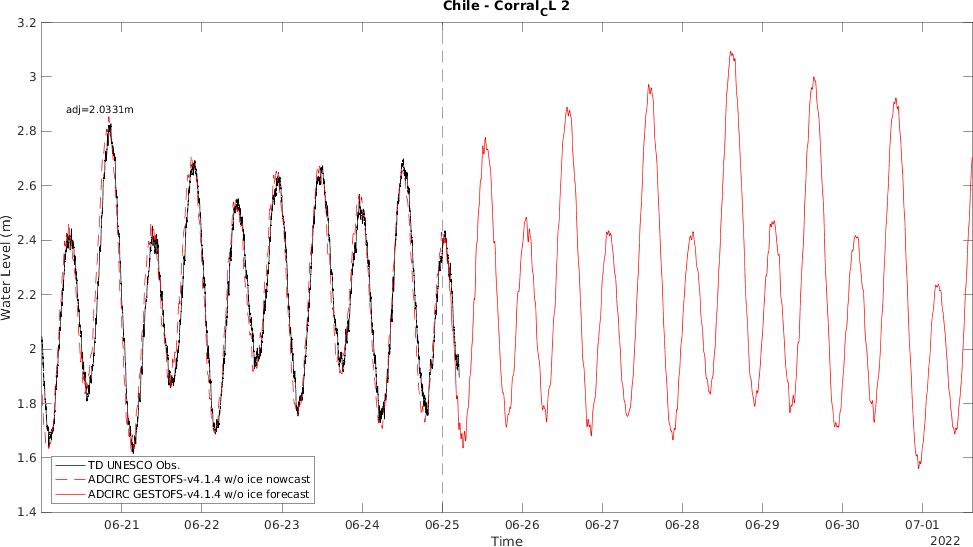 Chile - Corral_CL 2
3.2
3
2.8
2.6
2.4
2.2
2
1.8
1.6
1.4
Water Level (m)
adj=2.0331m
TD UNESCO Obs.
ADCIRC GESTOFS-v4.1.4 w/o ice nowcast
ADCIRC GESTOFS-v4.1.4 w/o ice forecast
06-21 06-22 06-23 06-24 06-25 06-26 06-27 06-28 06-29 06-30 07-01
Time
2022